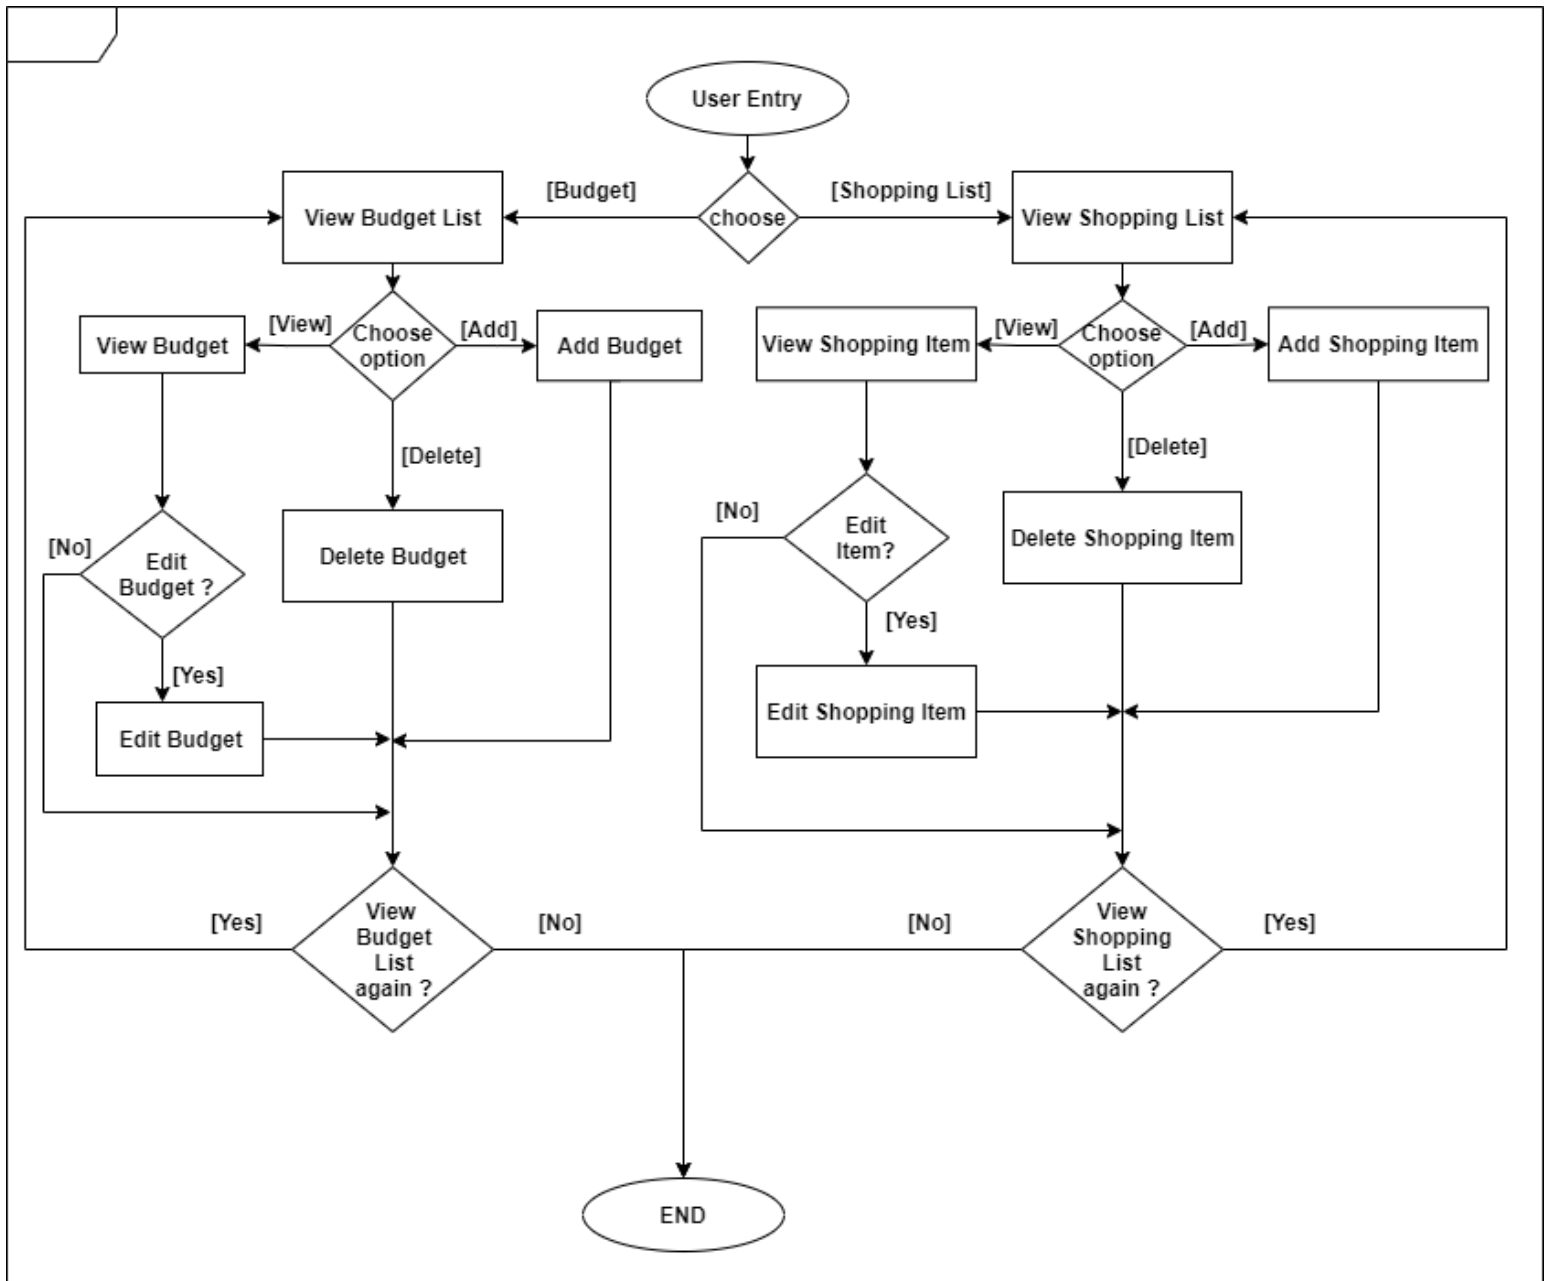 User Entry
[Budget]
[Shopping List]
View Budget List
choose
View Shopping List
[View]
Choose
option
[Add]
View Budget
Add Budget
[View]
Choose
option
[Add]
View Shopping Item
Add Shopping Item
[Delete]
[Delete]
[No]
Edit
Budget ?
Delete Budget
[No]
Edit
Item?
Delete Shopping Item
[Yes]
[Yes]
Edit Budget
Edit Shopping Item
[Yes]
View
Budget
List
again ?
[No]
[No]
View
Shopping
List
again ?
[Yes]
END